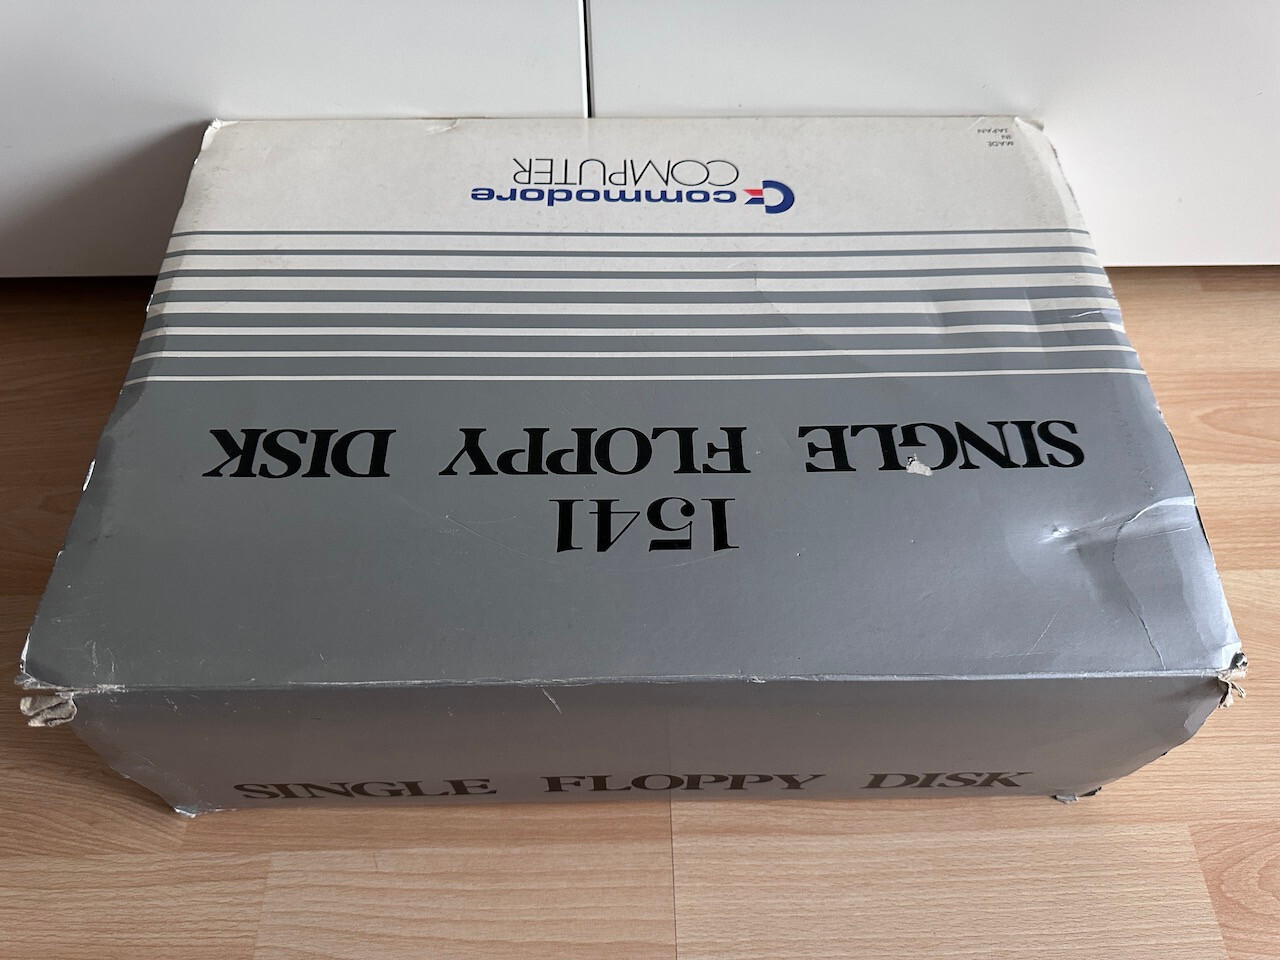 SINGLE FLOPPY DISK
1541
commodore
COMPUTER
MADE
IN
JAPAN
SINGLE FLOPPY DISK